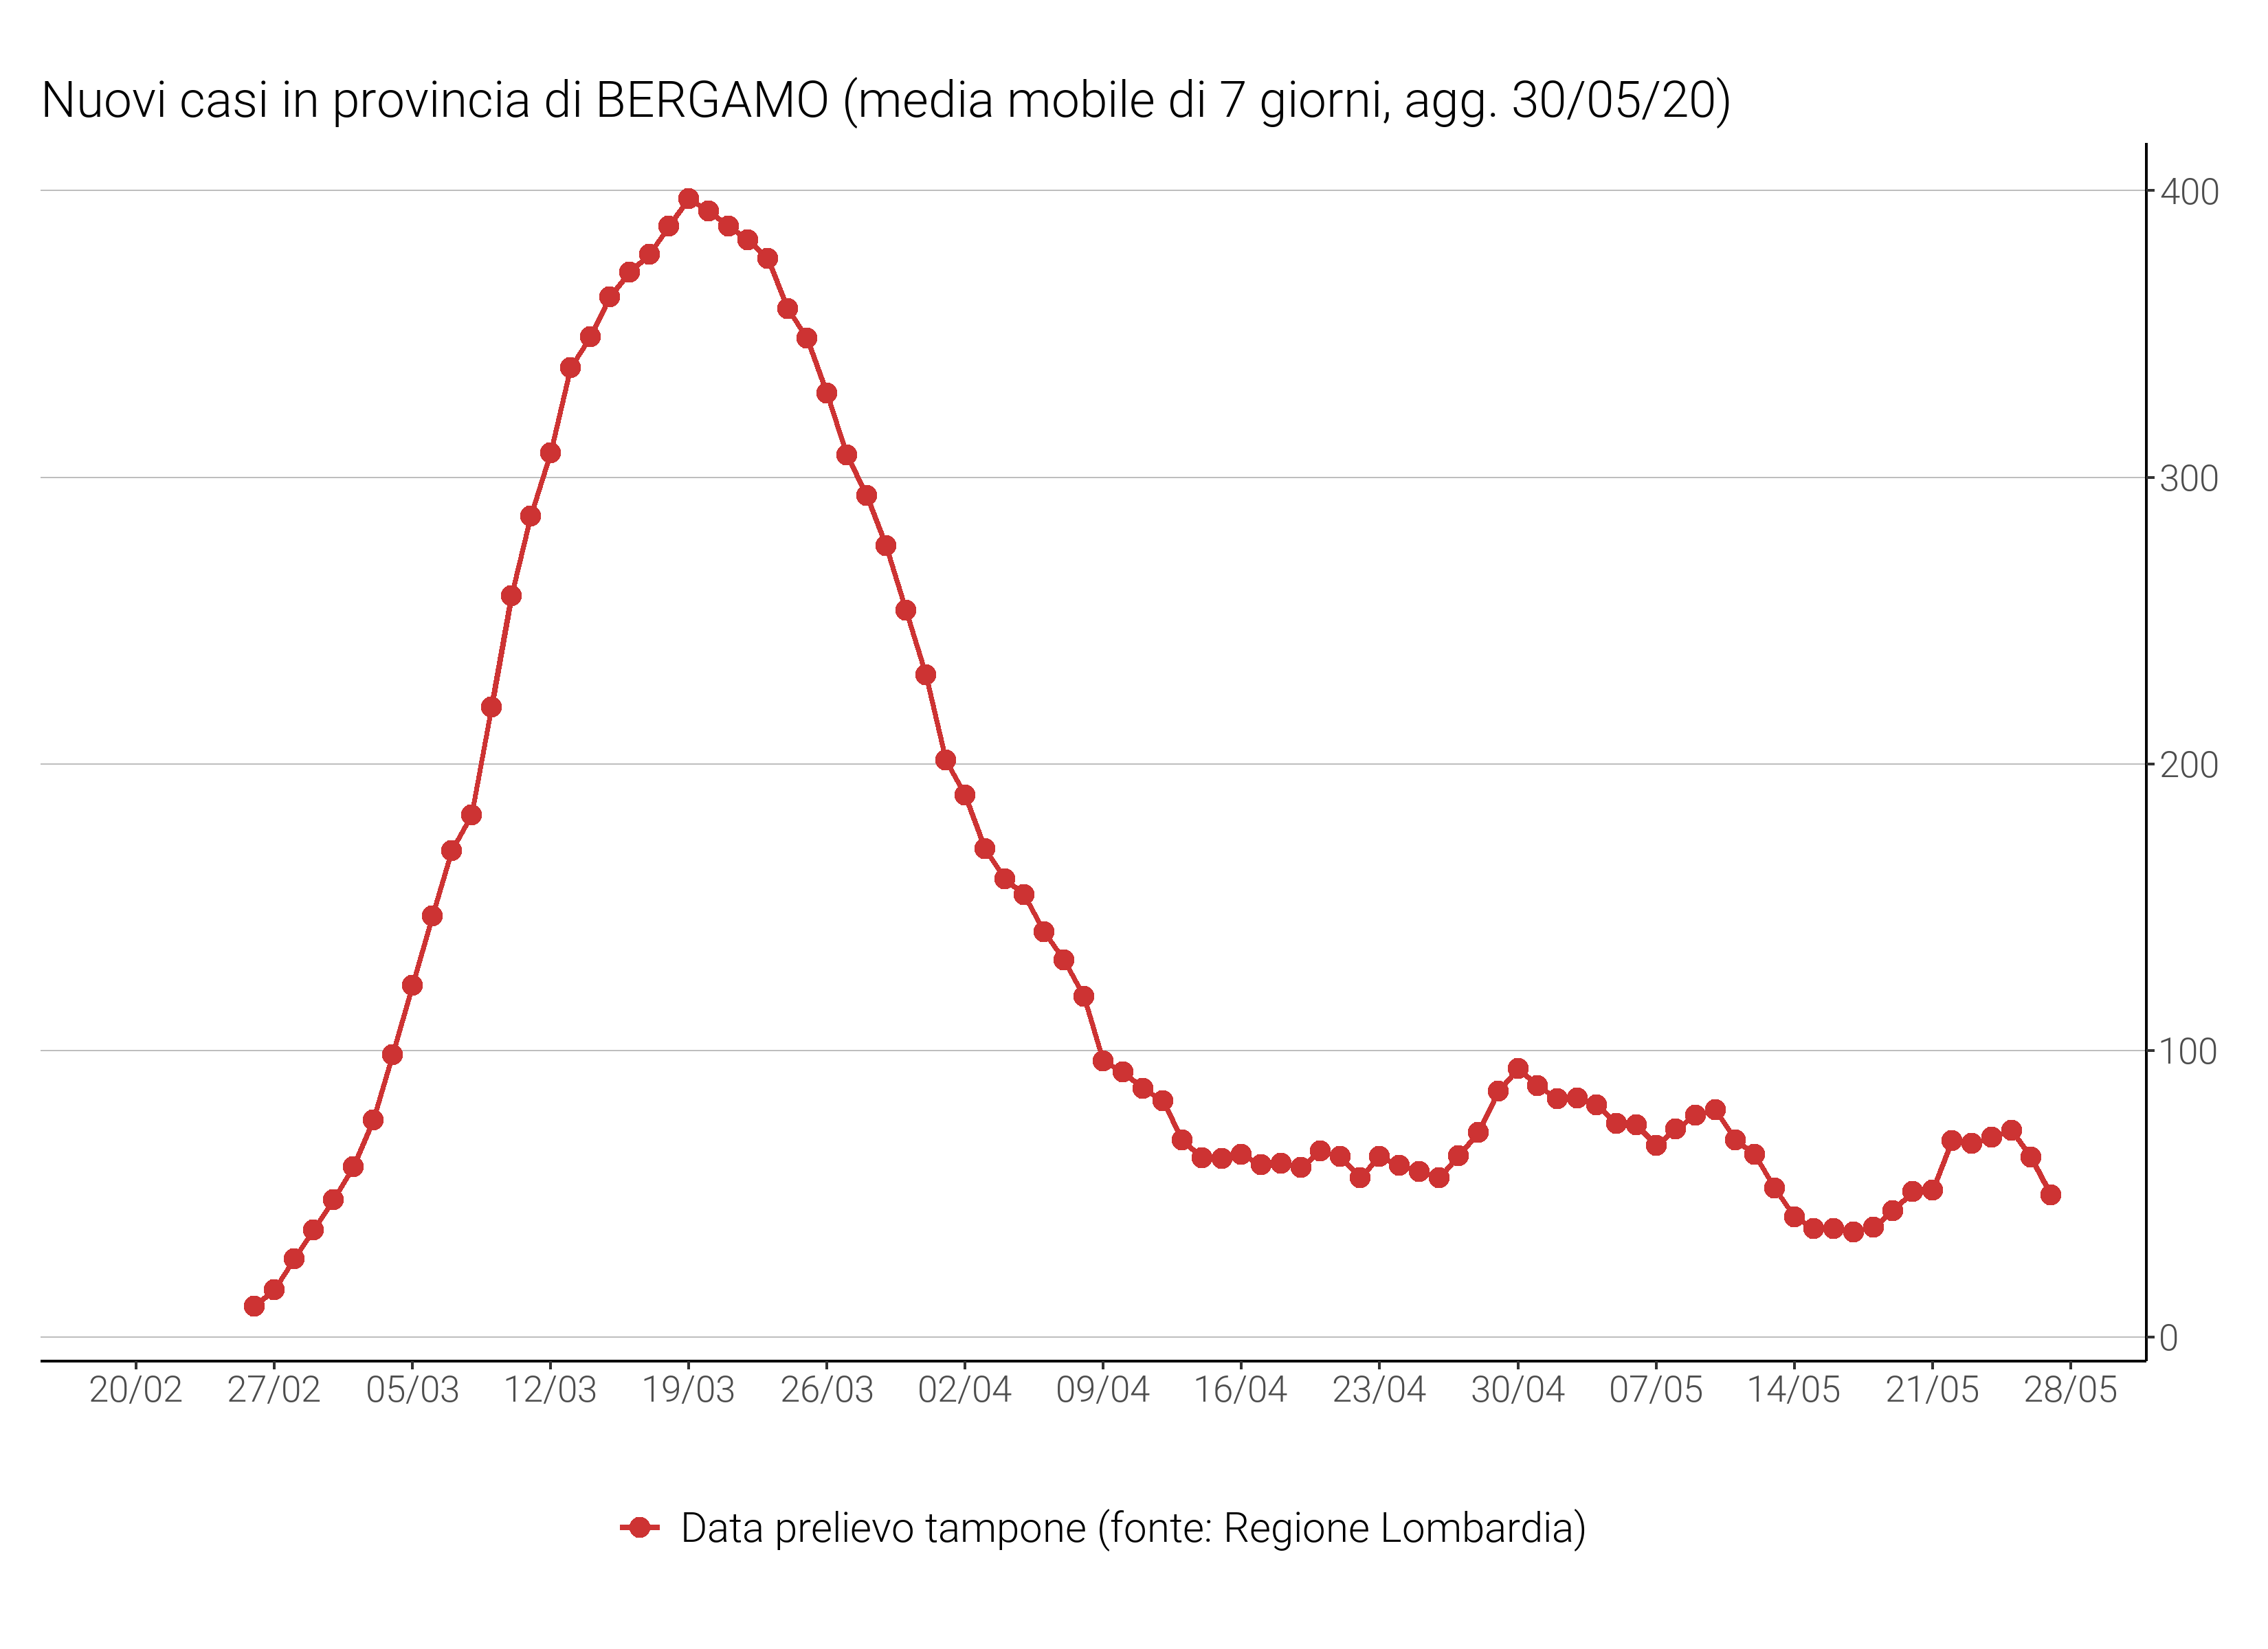 Nuovi casi in provincia di BERGAMO (media mobile di 7 giorni, agg. 30/05/20)
400
300
200
100
0
20/02 27/02 05/03 12/03 19/03 26/03 02/04 09/04 16/04 23/04 30/04 07/05 14/05 21/05 28/05
Data prelievo tampone (fonte: Regione Lombardia)